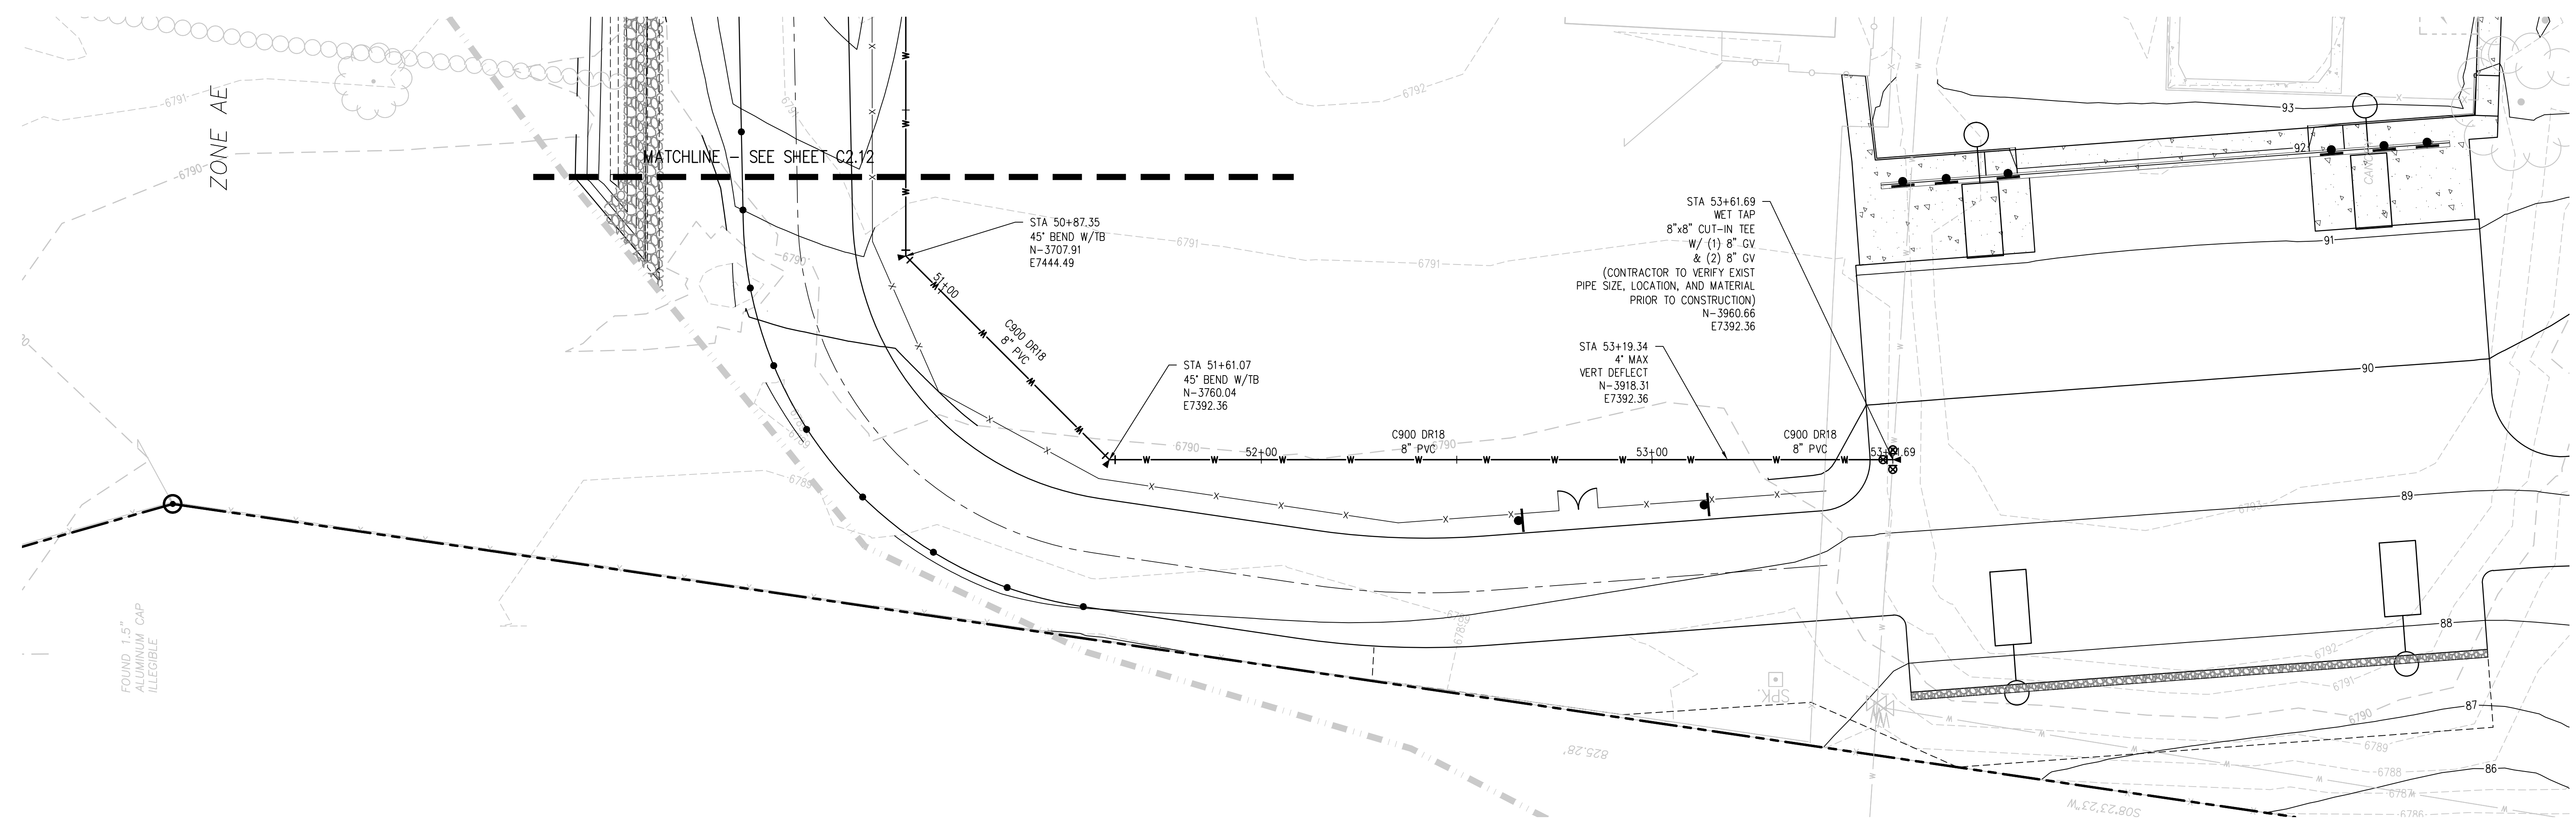 ZONE AE
MATCHLINE - SEE SHEET C2.12
6791
6790
6791
6790
6792
6791
6791
STA 50+87.35
45° BEND W/TB
N-3707.91
E7444.49
51+00
C900 DR18
8" PVC
STA 51+61.07
45° BEND W/TB
N-3760.04
E7392.36
STA 53+61.69
WET TAP
8"x8" CUT-IN TEE
W/ (1) 8" GV
& (2) 8" GV
(CONTRACTOR TO VERIFY EXIST
PIPE SIZE, LOCATION, AND MATERIAL
PRIOR TO CONSTRUCTION)
N-3960.66
E7392.36
STA 53+19.34
4° MAX
VERT DEFLECT
N-3918.31
E7392.36
93
92
91
90
89
88
87
86
6790
52+00
C900 DR18
8" PVC
6790
53+00
C900 DR18
8" PVC
6789
6789
6793
6792
6791
6790
6789
6788
6787
6786
FOUND 1.5"
ALUMINUM CAP
ILLEGIBLE
SPK.
825.28'
S08°23'23"W